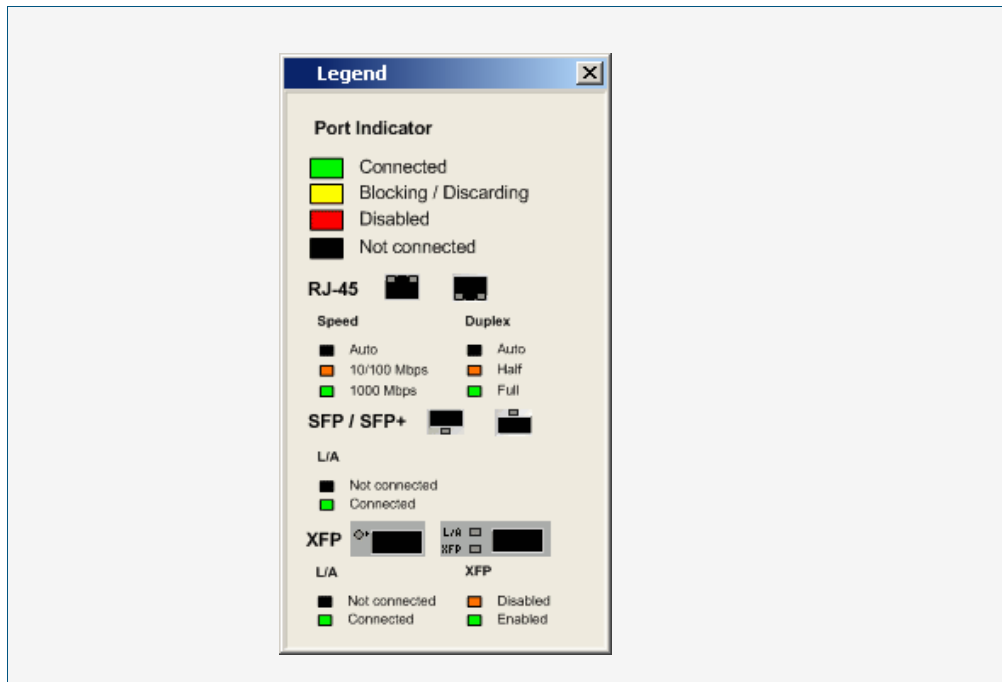 Legend
Port Indicator
Connected
Blocking / Discarding
Disabled
Not connected
RJ-45
Speed Duplex
Auto Auto
10/100 Mbps Half
1000 Mbps Full
SFP / SFP+
L/A
Not connected
Connected
XFP L/A
XFP
L/A XFP
Not connected Disabled
Connected Enabled